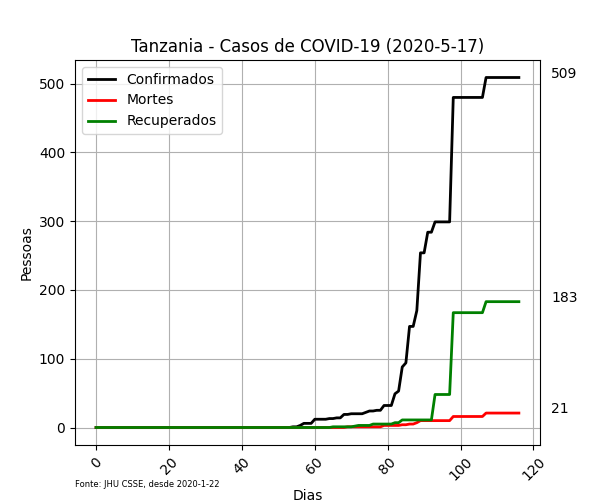 Tanzania - Casos de COVID-19 (2020-5-17)
Confirmados
Mortes
Recuperados
509
183
21
500
400
300
200
100
0
Pessoas
0 20 40 60 80 100 120
Dias
Fonte: JHU CSSE, desde 2020-1-22